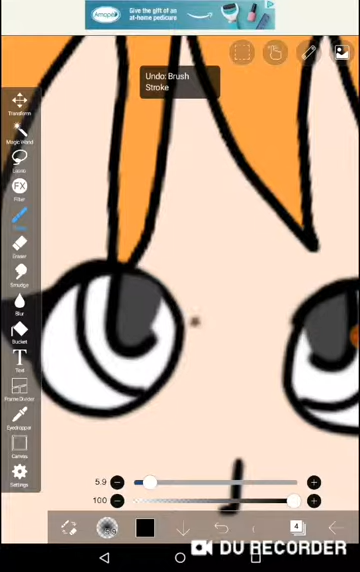 Amope
Give the gift of an
at-home pedicure
Undo: Brush
Stroke
Transform
Magic Wand
Lasso
FX
Filter
Brush
Eraser
Smudge
Blur
Bucket
T
Text
Frame Divider
Eyedropper
Canvas
Settings
5.9
100
4
DU RECORDER